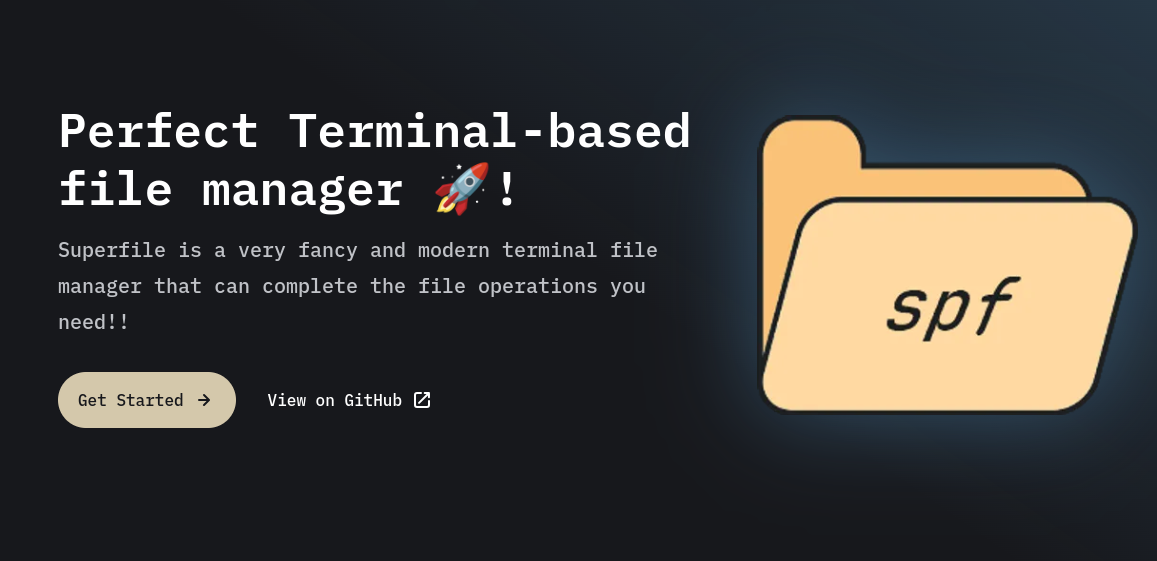 Perfect Terminal-based
file manager 🚀!
Superfile is a very fancy and modern terminal file
manager that can complete the file operations you
need!!
Get Started →
View on GitHub
spf